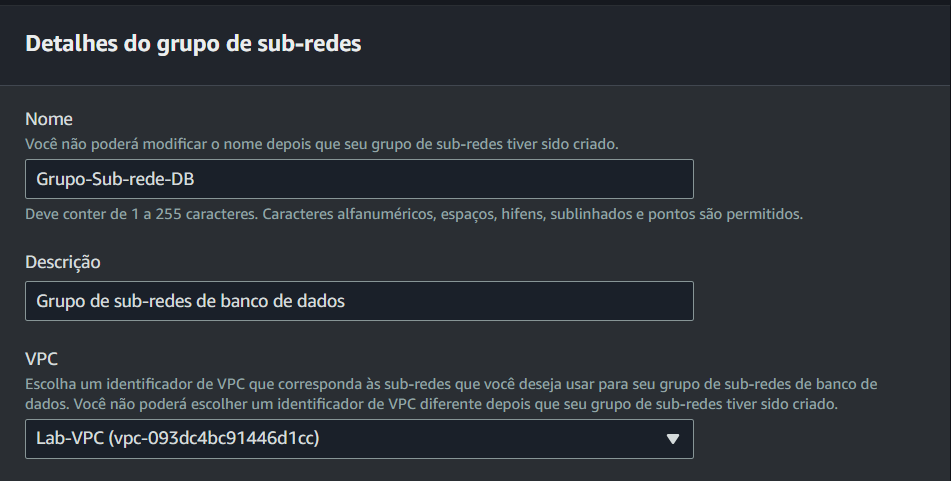 Detalhes do grupo de sub-redes
Nome
Você não poderá modificar o nome depois que seu grupo de sub-redes tiver sido criado.
Grupo-Sub-rede-DB
Deve conter de 1 a 255 caracteres. Caracteres alfanuméricos, espaços, hifens, sublinhados e pontos são permitidos.
Descrição
Grupo de sub-redes de banco de dados
VPC
Escolha um identificador de VPC que corresponda às sub-redes que você deseja usar para seu grupo de sub-redes de banco de
dados. Você não poderá escolher um identificador de VPC diferente depois que seu grupo de sub-redes tiver sido criado.
Lab-VPC (vpc-093dc4bc91446d1cc)